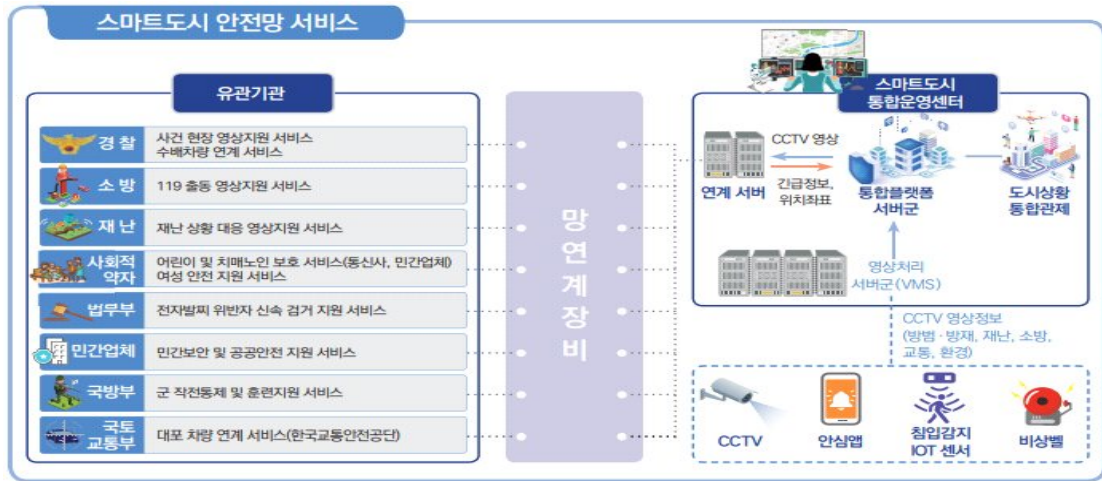 스마트도시 안전망 서비스
유관기관
경찰
사건 현장 영상지원 서비스
수배차량 연계 서비스
소방
119 출동 영상지원 서비스
재난
재난 상황 대응 영상지원 서비스
사회적
약자
어린이 및 치매노인 보호 서비스(통신사, 민간업체)
여성 안전 지원 서비스
법무부
전자발찌 위반자 신속 검거 지원 서비스
민간업체
민간보안 및 공공안전 지원 서비스
국방부
군 작전통제 및 훈련지원 서비스
국토
교통부
대포 차량 연계 서비스(한국교통안전공단)
망연계장비
스마트도시
통합운영센터
CCTV 영상
긴급정보,
위치좌표
연계 서버
통합플랫폼
서버군
도시상황
통합관제
영상처리
서버군(VMS)
CCTV 영상정보
(방범·방재, 재난, 소방,
교통, 환경)
CCTV
안심앱
침입감지
IOT 센서
비상벨